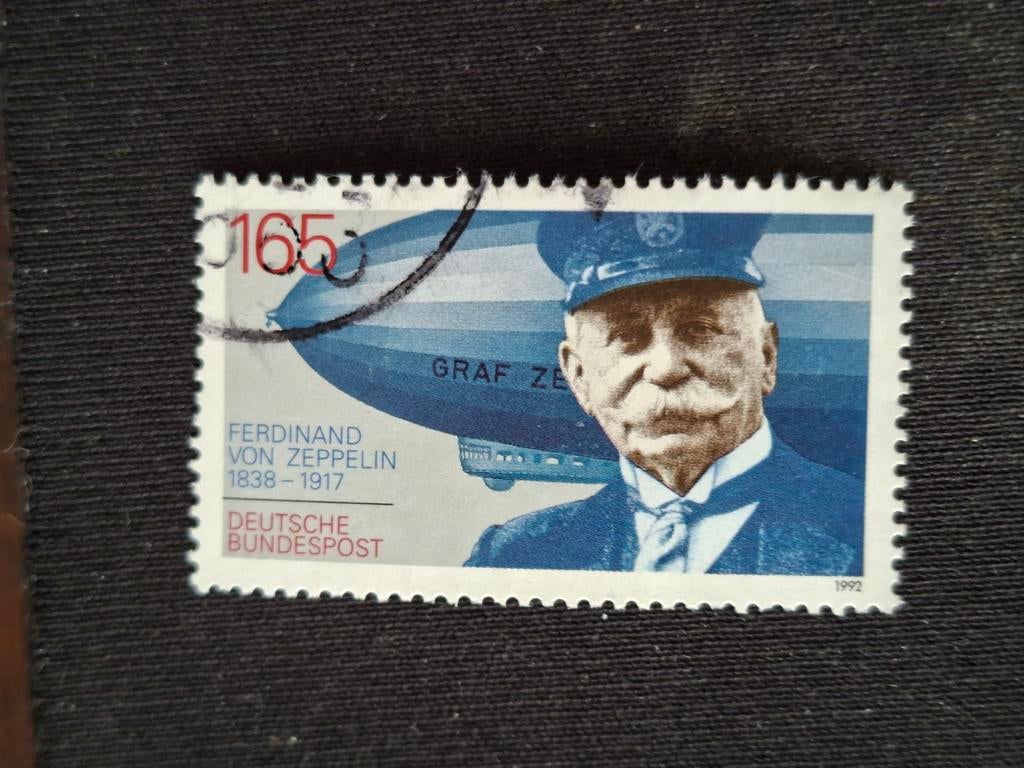 165
GRAF ZE
FERDINAND
VON ZEPPELIN
1838 – 1917
DEUTSCHE
BUNDESPOST
1992